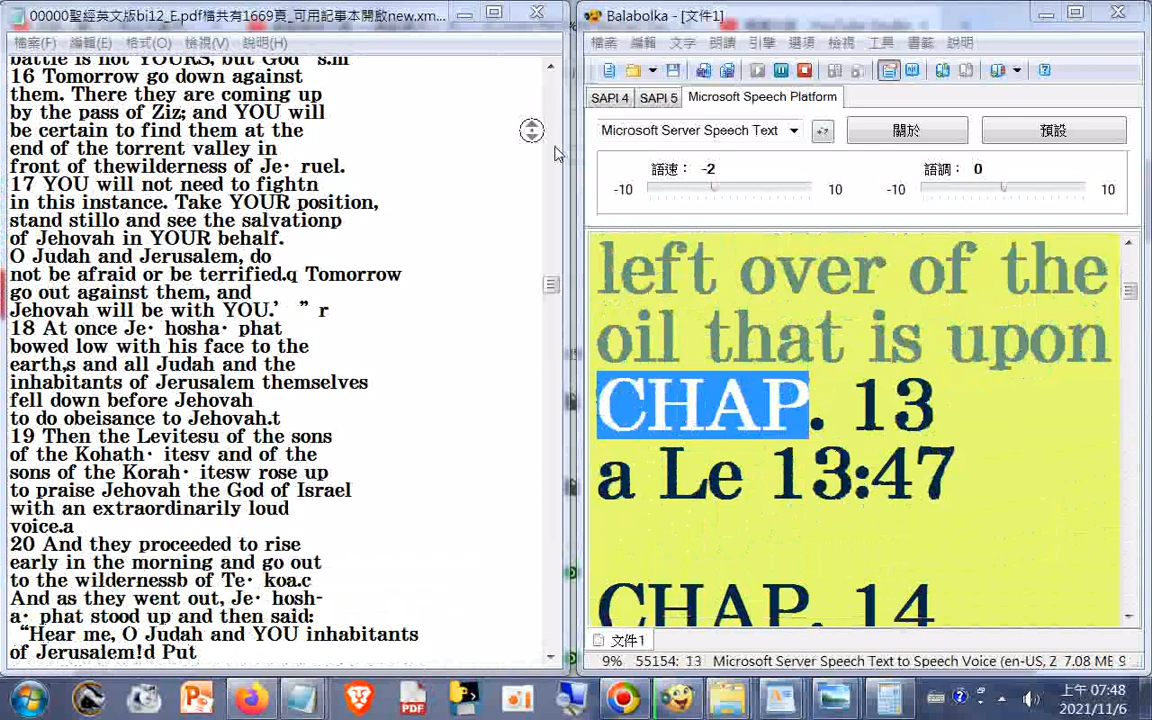 00000聖經英文版bi12_E.pdf檔共有1669頁_可用記事本開啟new.xm...
檔案(F) 編輯(E) 格式(O) 檢視(V) 說明(H)
battle is not YOURS, but God's.m
16 Tomorrow go down against
them. There they are coming up
by the pass of Ziz; and YOU will
be certain to find them at the
end of the torrent valley in
front of thewilderness of Je· ruel.
17 YOU will not need to fightn
in this instance. Take YOUR position,
stand stillo and see the salvationp
of Jehovah in YOUR behalf.
O Judah and Jerusalem, do
not be afraid or be terrified.q Tomorrow
go out against them, and
Jehovah will be with YOU.' ” r
18 At once Je· hosha· phat
bowed low with his face to the
earth,s and all Judah and the
inhabitants of Jerusalem themselves
fell down before Jehovah
to do obeisance to Jehovah.t
19 Then the Levitesu of the sons
of the Kohath· itesv and of the
sons of the Korah· itesw rose up
to praise Jehovah the God of Israel
with an extraordinarily loud
voice.a
20 And they proceeded to rise
early in the morning and go out
to the wildernessb of Te· koa.c
And as they went out, Je· hosh-
a· phat stood up and then said:
“Hear me, O Judah and YOU inhabitants
of Jerusalem!d Put
Balabolka - [文件1]
檔案 編輯 文字 朗讀 引擎 選項 檢視 工具 書籤 說明
SAPI 4 SAPI 5 Microsoft Speech Platform
Microsoft Server Speech Text 關於 預設
語速： -2 語調： 0
-10 10 -10 10
left over of the
oil that is upon
CHAP. 13
a Le 13:47
CHAP. 14
文件1
9% 55154: 13 Microsoft Server Speech Text to Speech Voice (en-US, Z 7.08 MB 9
上午 07:48
2021/11/6